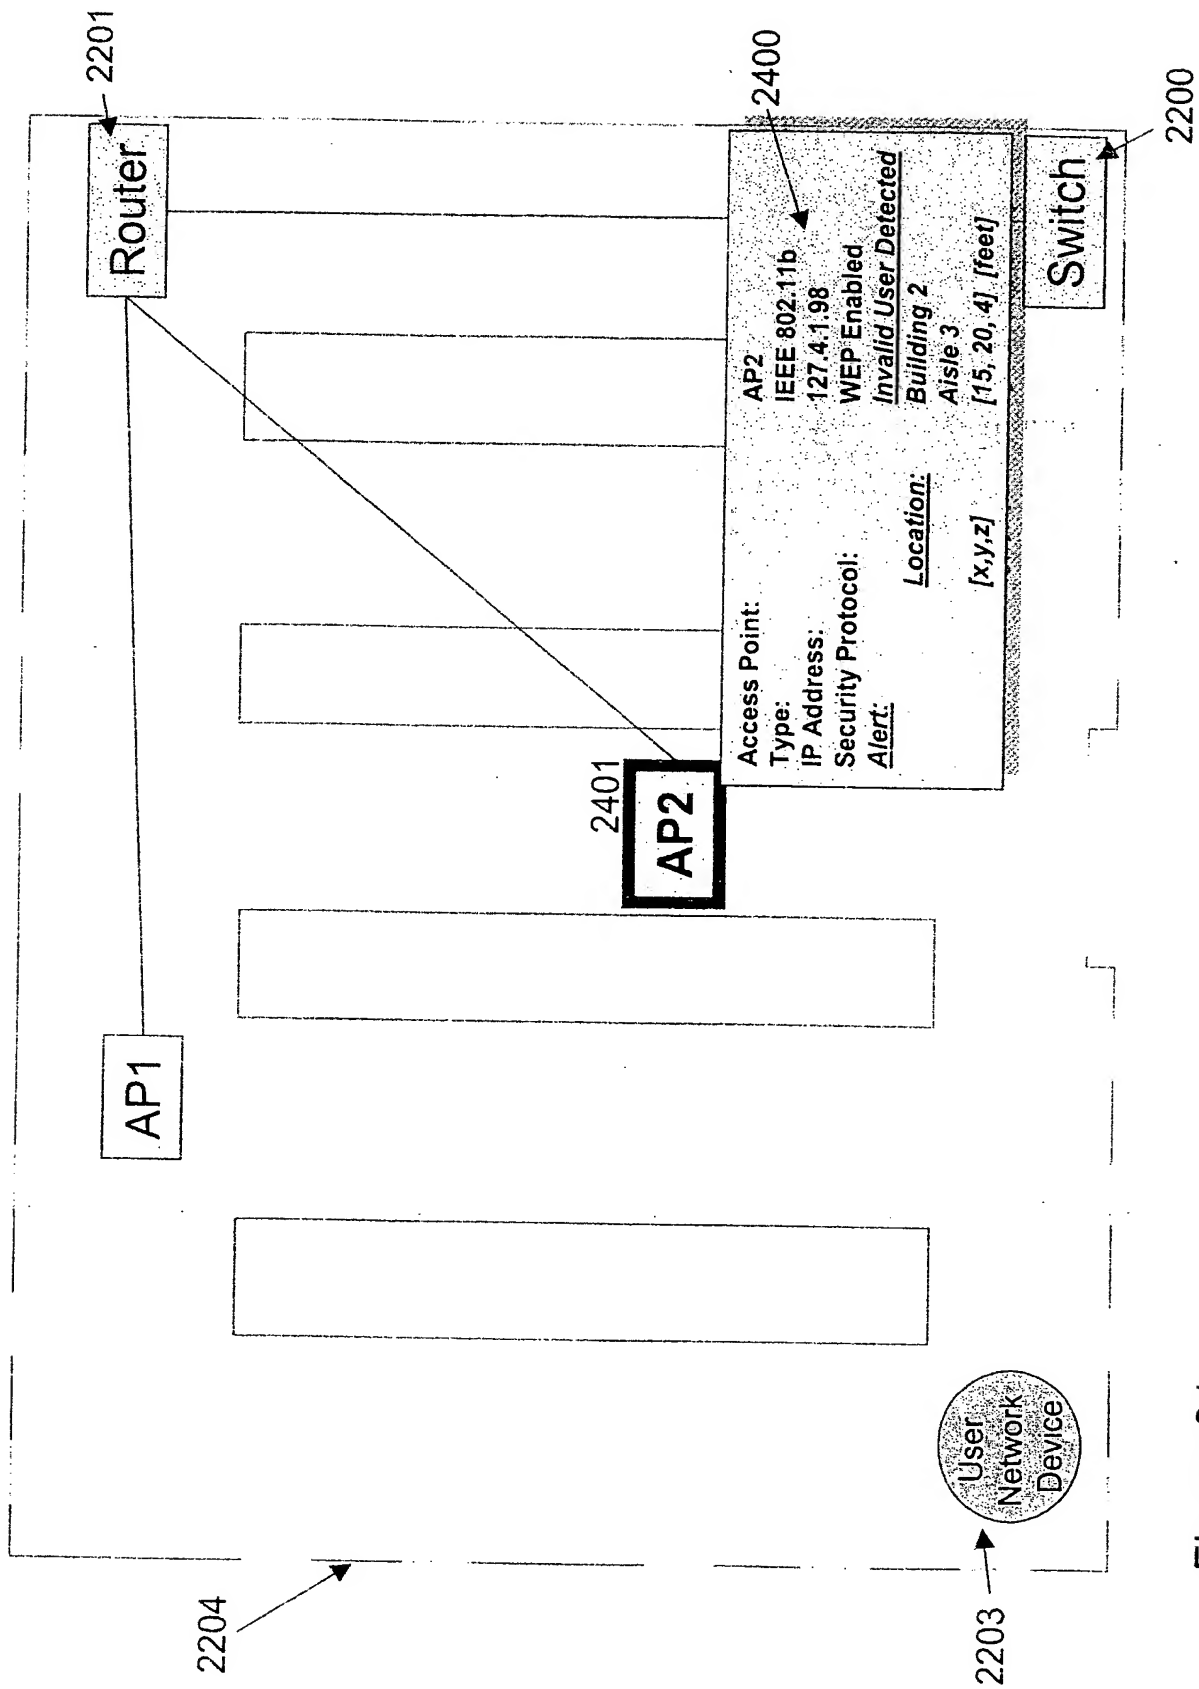 2204
2201
AP1
Router
2401
AP2
Access Point: AP2
Type: IEEE 802.11b
IP Address: 127.4.1.98
Security Protocol: WEP Enabled
Alert: Invalid User Detected
Location: Building 2
Aisle 3
[x,y,z] [15, 20, 4] [feet]
2400
User
Network
Device
2203
Switch
2200